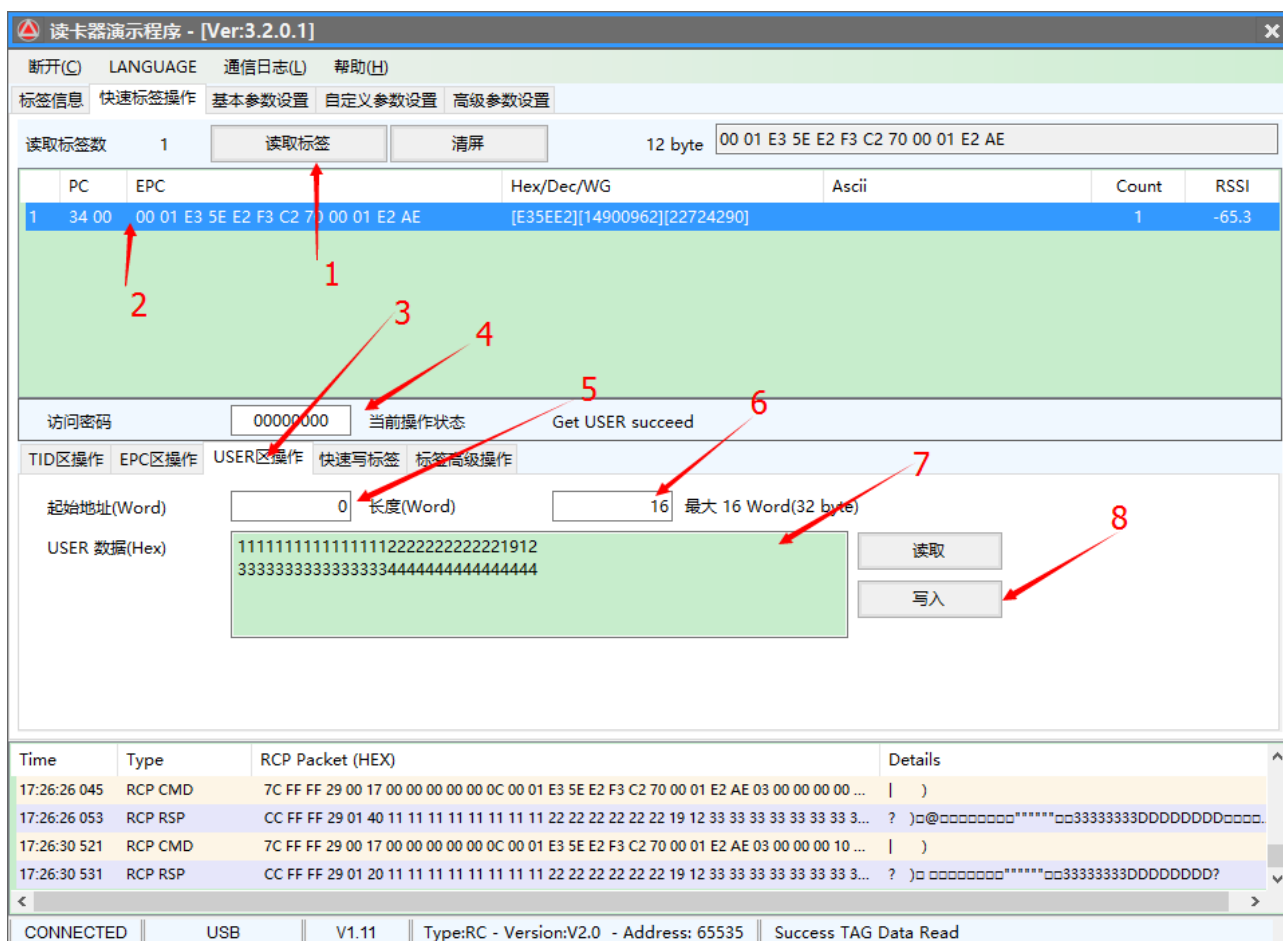 读卡器演示程序 - [Ver:3.2.0.1]
断开(C) LANGUAGE 通信日志(L) 帮助(H)
标签信息 快速标签操作 基本参数设置 自定义参数设置 高级参数设置
读取标签数 1 读取标签 清屏 12 byte 00 01 E3 5E E2 F3 C2 70 00 01 E2 AE
PC EPC Hex/Dec/WG Ascii Count RSSI
1 34 00 00 01 E3 5E E2 F3 C2 70 00 01 E2 AE [E35EE2][14900962][22724290] 1 -65.3
1
2
3
4
5
6
访问密码 00000000 当前操作状态 Get USER succeed
TID区操作 EPC区操作 USER区操作 快速写标签 标签高级操作
7
起始地址(Word) 0 长度(Word) 16 最大 16 Word(32 byte)
8
USER 数据(Hex) 11111111111111112222222222221912
33333333333333334444444444444444
读取
写入
Time Type RCP Packet (HEX) Details
17:26:26 045 RCP CMD 7C FF FF 29 00 17 00 00 00 00 00 0C 00 01 E3 5E E2 F3 C2 70 00 01 E2 AE 03 00 00 00 00 ... | )
17:26:26 053 RCP RSP CC FF FF 29 01 40 11 11 11 11 11 11 11 11 22 22 22 22 22 22 19 12 33 33 33 33 33 33 33 3... ? )□@□□□□□□□□""""""□□33333333DDDDDDDD□□□□...
17:26:30 521 RCP CMD 7C FF FF 29 00 17 00 00 00 00 00 0C 00 01 E3 5E E2 F3 C2 70 00 01 E2 AE 03 00 00 00 10 ... | )
17:26:30 531 RCP RSP CC FF FF 29 01 20 11 11 11 11 11 11 11 11 22 22 22 22 22 22 19 12 33 33 33 33 33 33 33 3... ? )□ □□□□□□□□""""""□□33333333DDDDDDDD?
CONNECTED USB V1.11 Type:RC - Version:V2.0 - Address: 65535 Success TAG Data Read